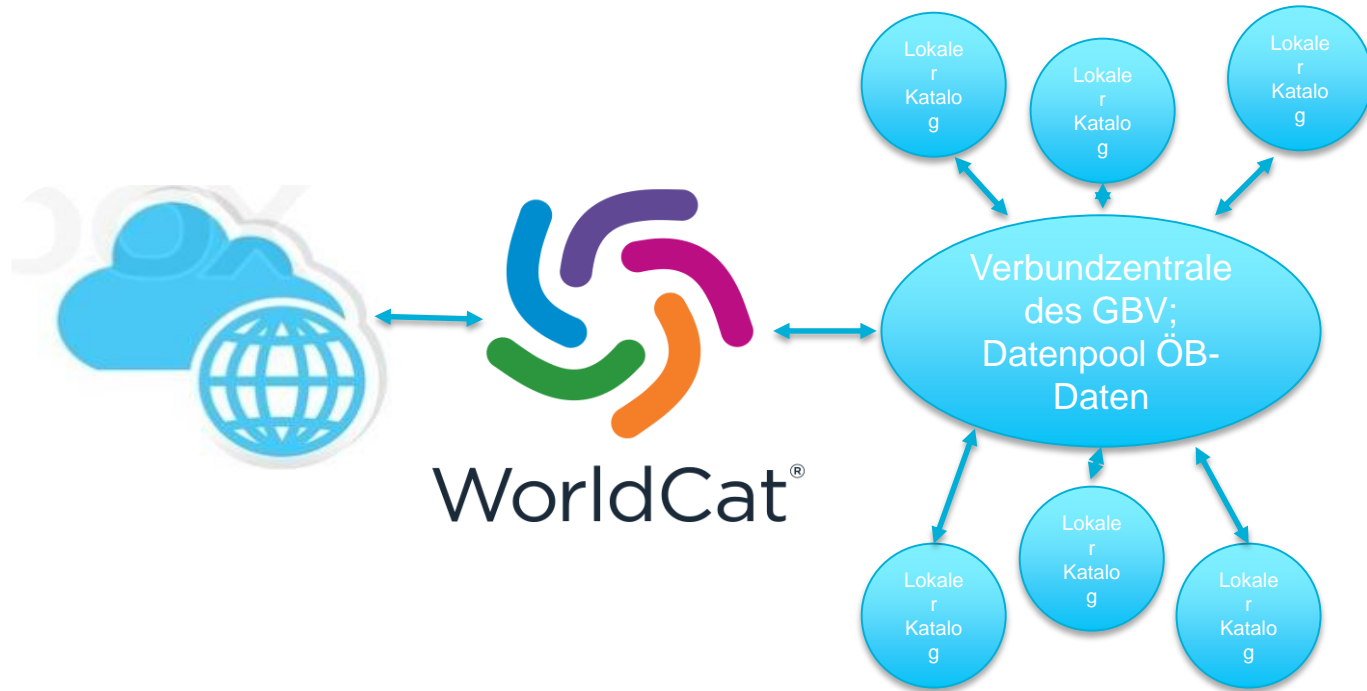 Lokale
r
Katalo
g
Lokale
r
Katalo
g
Lokale
r
Katalo
g
Verbundzentrale
des GBV;
Datenpool ÖB-
Daten
WorldCat®
Lokale
r
Katalo
g
Lokale
r
Katalo
g
Lokale
r
Katalo
g